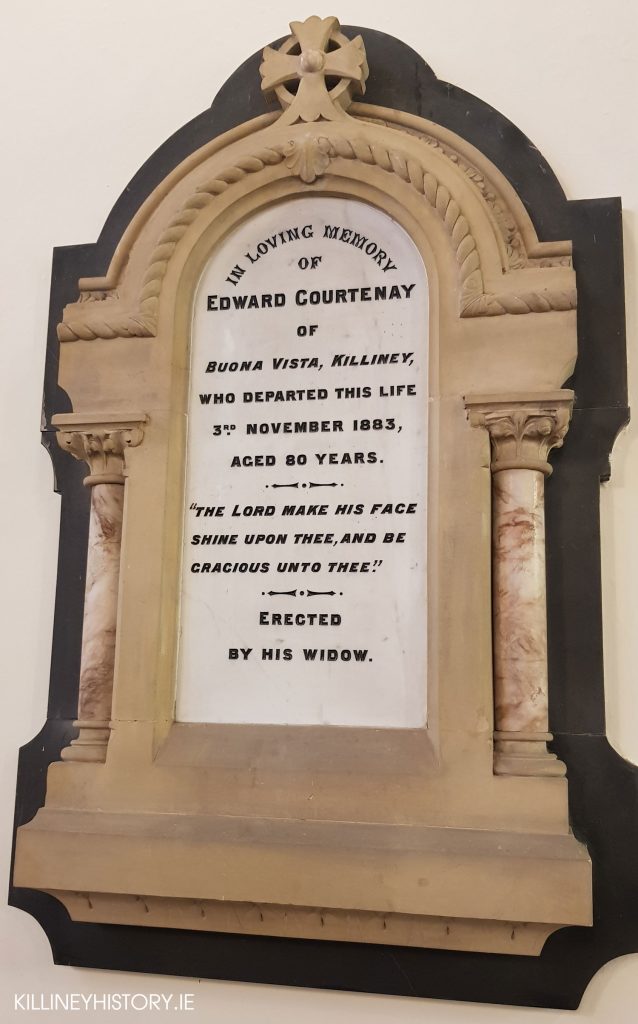 IN LOVING MEMORY
OF
EDWARD COURTENAY
OF
BUONA VISTA, KILLINEY,
WHO DEPARTED THIS LIFE
3RD NOVEMBER 1883,
AGED 80 YEARS.
"THE LORD MAKE HIS FACE
SHINE UPON THEE, AND BE
GRACIOUS UNTO THEE."
ERECTED
BY HIS WIDOW.
KILLINEYHISTORY.IE